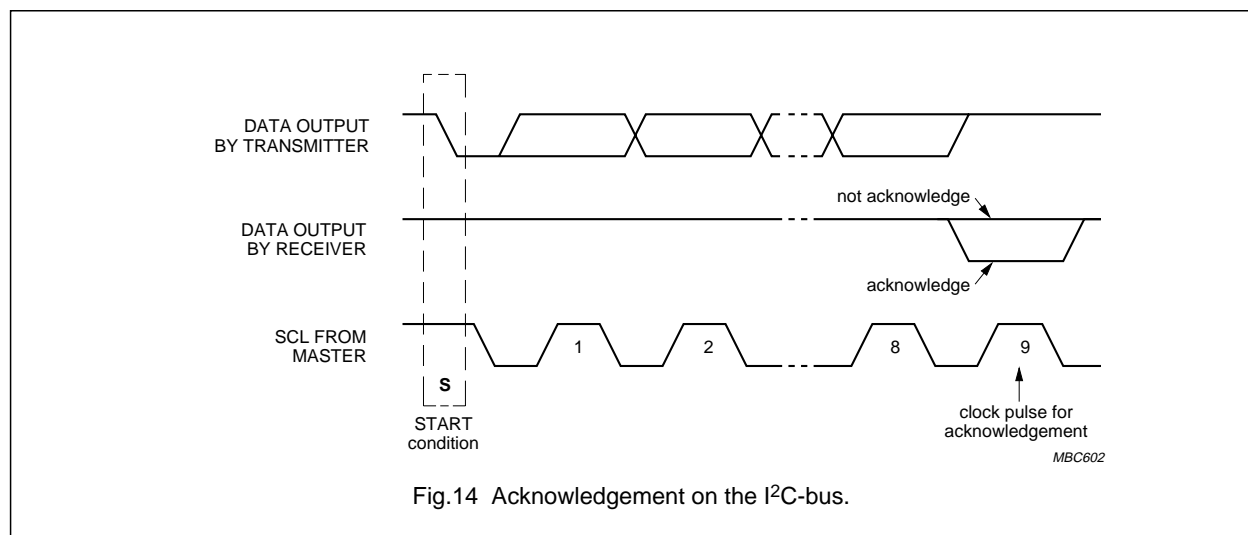 DATA OUTPUT
BY TRANSMITTER
not acknowledge
DATA OUTPUT
BY RECEIVER
acknowledge
SCL FROM
MASTER
1
2
8
9
S
START
condition
clock pulse for
acknowledgement
MBC602
Fig.14 Acknowledgement on the I²C-bus.